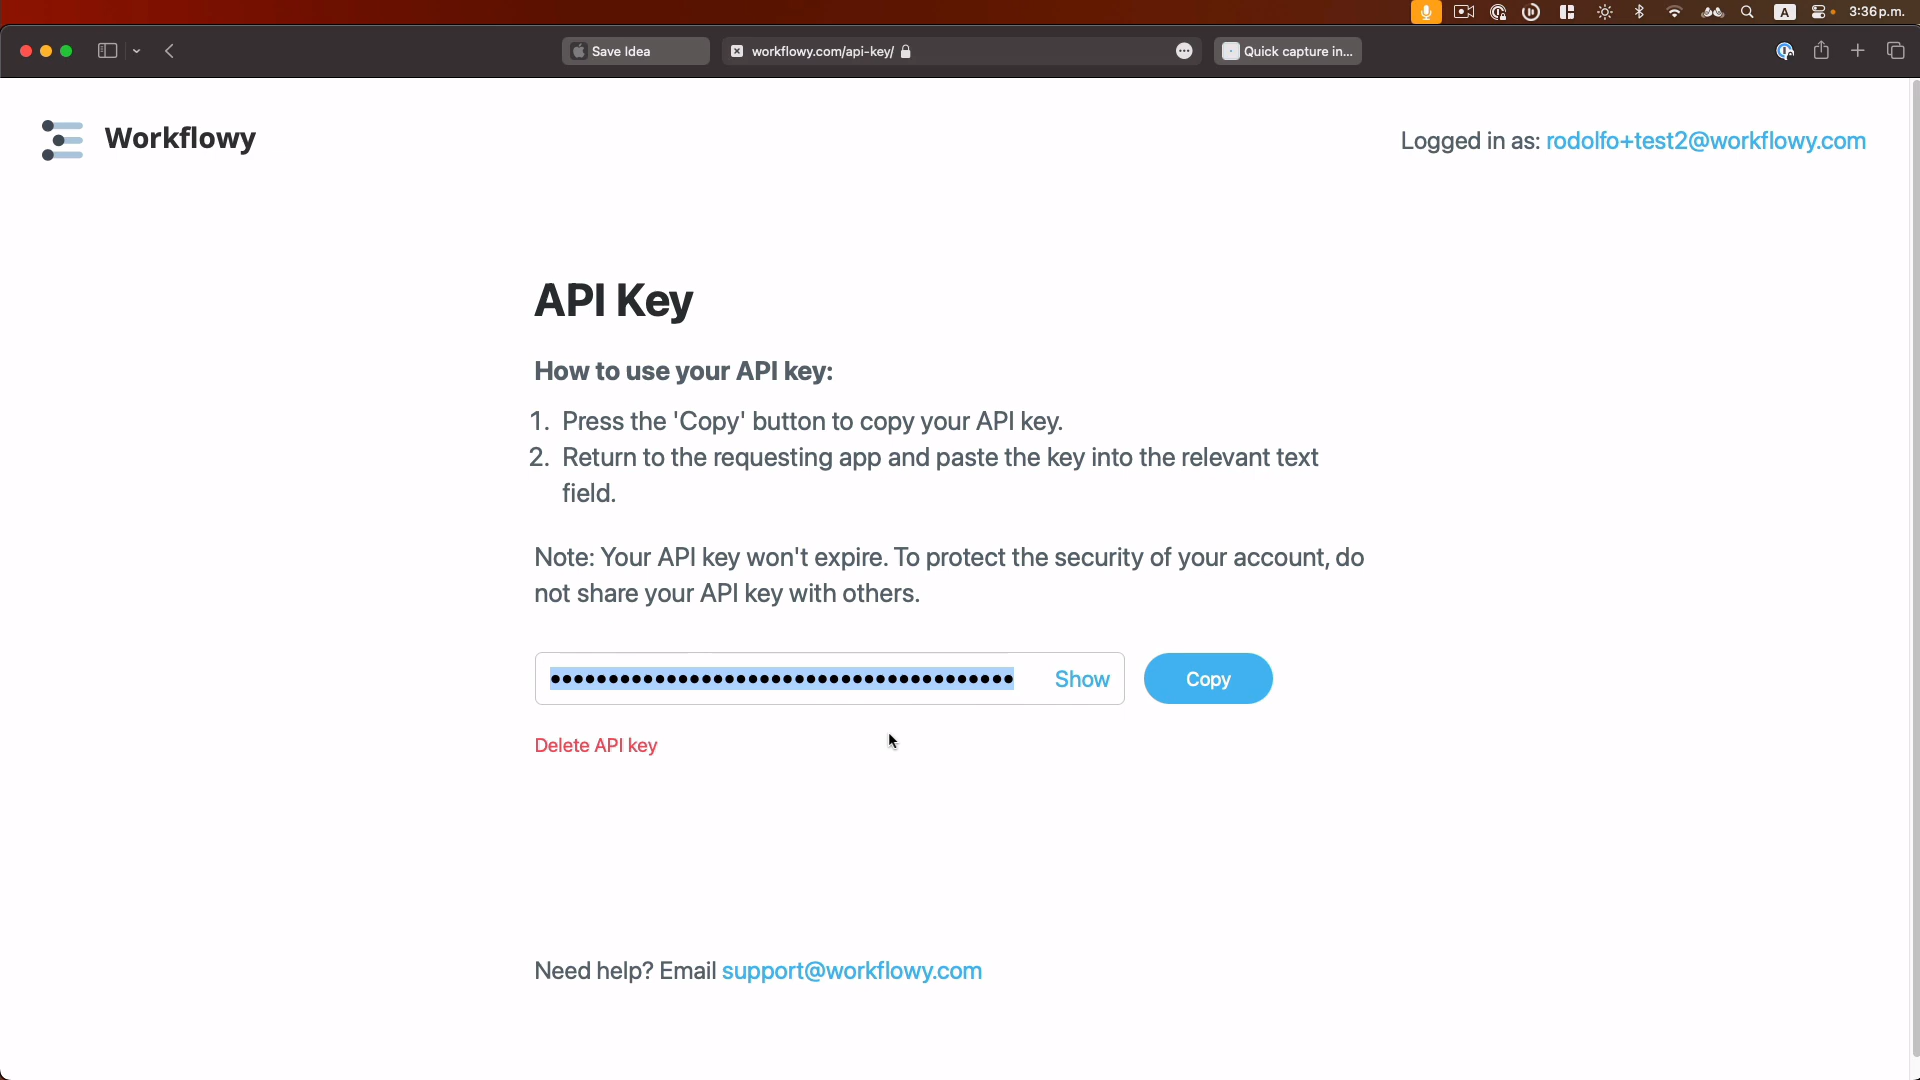 A
3:36 p.m.
Save Idea
workflowy.com/api-key/
Quick capture in...
Workflowy
Logged in as: rodolfo+test2@workflowy.com
API Key
How to use your API key:
1. Press the 'Copy' button to copy your API key.
2. Return to the requesting app and paste the key into the relevant text
field.
Note: Your API key won't expire. To protect the security of your account, do
not share your API key with others.
••••••••••••••••••••••••••••••••••••••••
Show
Copy
Delete API key
Need help? Email support@workflowy.com